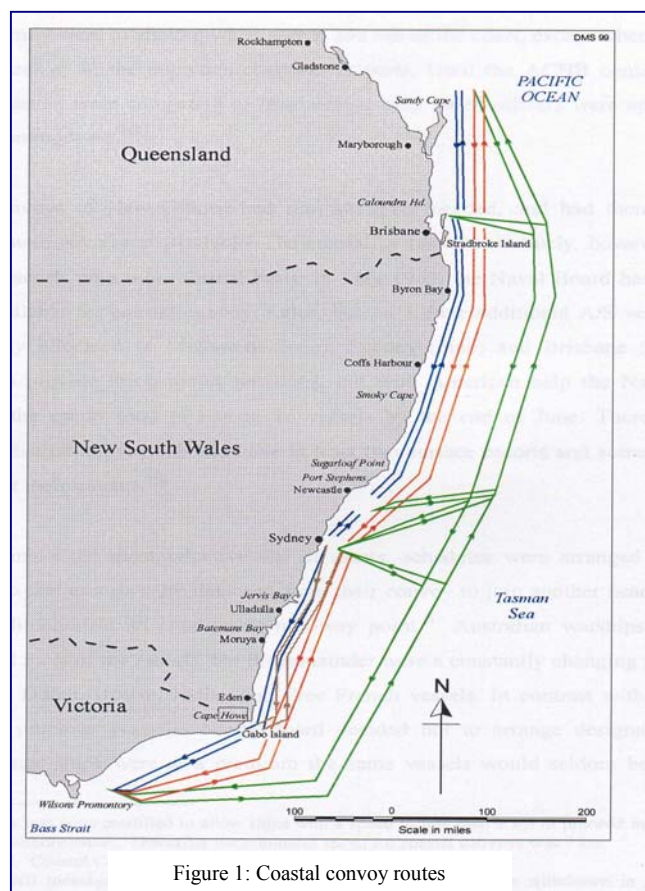 DMS 99
Rockhampton
Gladstone
PACIFIC
OCEAN
Sandy Cape
Queensland
Maryborough
Caloundra Hd.
Brisbane
Stradbroke Island
Byron Bay
Coffs Harbour
Smoky Cape
New South Wales
Sugarloaf Point
Port Stephens
Newcastle
Sydney
Jervis Bay
Ulladulla
Batemans Bay
Moruya
Tasman
Sea
N
Victoria
Eden
Cape Howe
Gabo Island
Wilsons Promontory
Bass Strait
100 0 100 200
Scale in miles
Figure 1: Coastal convoy routes